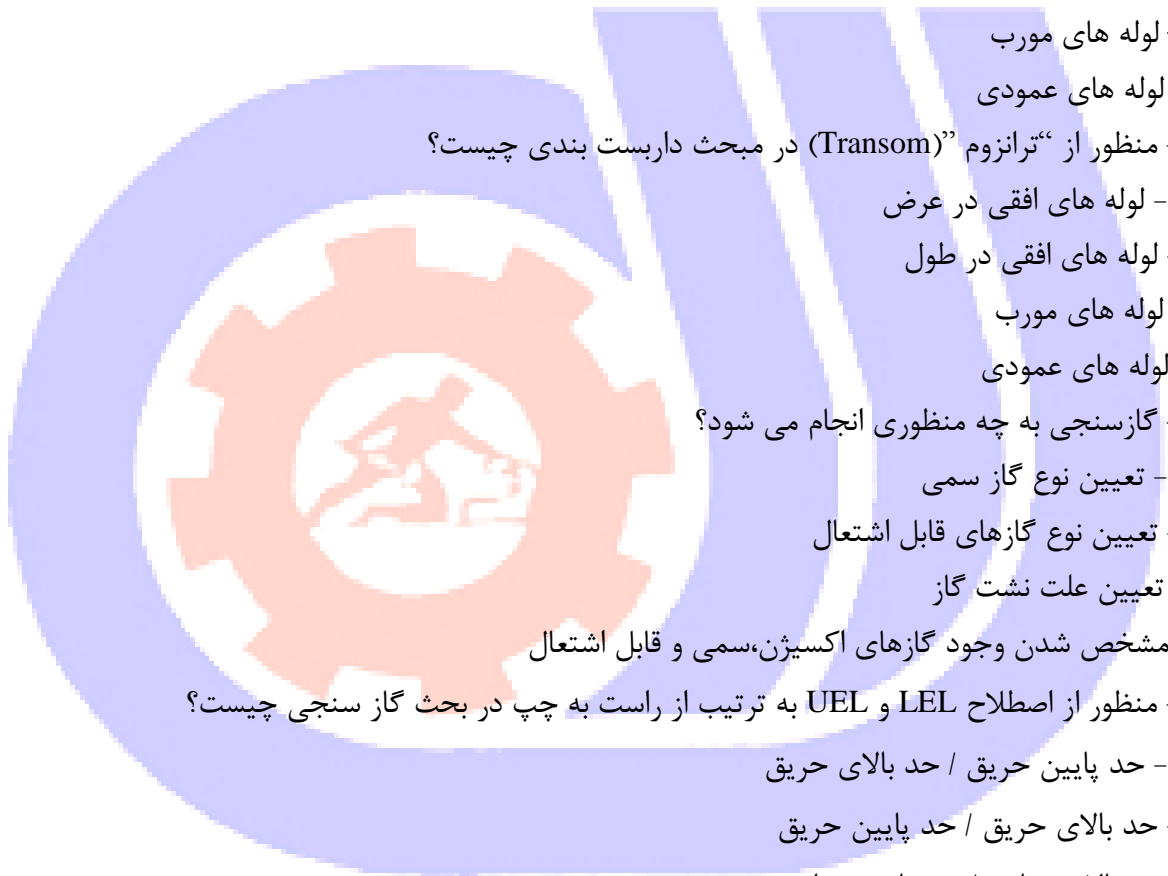 - لوله های مورب
لوله های عمودی
- منظور از “ترانزوم ”(Transom) در مبحث داربست بندی چیست؟
- لوله های افقی در عرض
- لوله های افقی در طول
لوله های مورب
لوله های عمودی
- گازسنجی به چه منظوری انجام می شود؟
- تعیین نوع گاز سمی
- تعیین نوع گازهای قابل اشتعال
تعیین علت نشت گاز
مشخص شدن وجود گازهای اکسیژن،سمی و قابل اشتعال
- منظور از اصطلاح LEL و UEL به ترتیب از راست به چپ در بحث گاز سنجی چیست؟
- حد پایین حریق / حد بالای حریق
- حد بالای حریق / حد پایین حریق